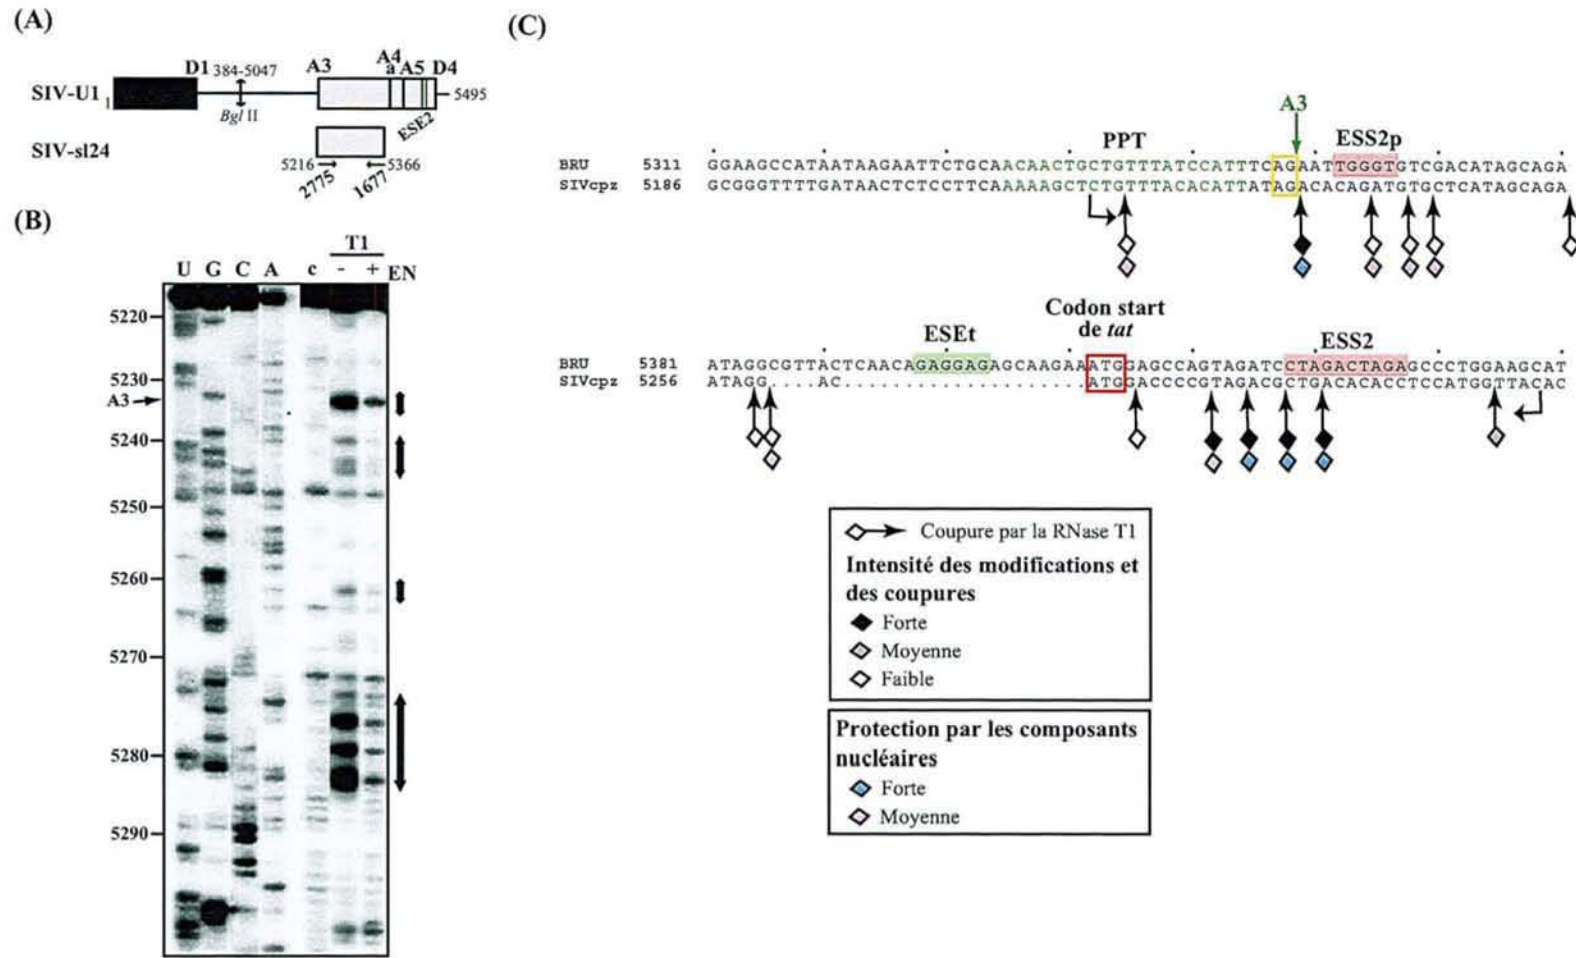 (A)
D1 384-5047 A3 A4 a A5 D4
SIV-U1 1 Bgl II 5495
ESE2
SIV-sl24
5216 5366
2775 1677
(B)
T1
U G C A c - + EN
5220
5230
A3
5240
5250
5260
5270
5280
5290
(C)
A3
PPT ESS2p
BRU 5311 GGAAGCCATAATAAGAATTCTGCAACAACTGCTGTTTATCCATTTCAGAATTGGGTGTCGACATAGCAGA
SIVcpz 5186 GCGGGTTTTGATAACTCTCCTTCAAAAAGCTCTGTTTACACATTATAGACACAGATGTGCTCATAGCAGA
Codon start
de tat
ESEt ESS2
BRU 5381 ATAGGCGTTACTCAACAGAGGAGAGCAAGAAATGGAGCCAGTAGATCCTAGACTAGAGCCCTGGAAGCAT
SIVcpz 5256 ATAGG....AC....................ATGGACCCCGTAGACGCTGACACACCTCCATGGTTACAC
Coupure par la RNase T1
Intensité des modifications et
des coupures
Forte
Moyenne
Faible
Protection par les composants
nucléaires
Forte
Moyenne